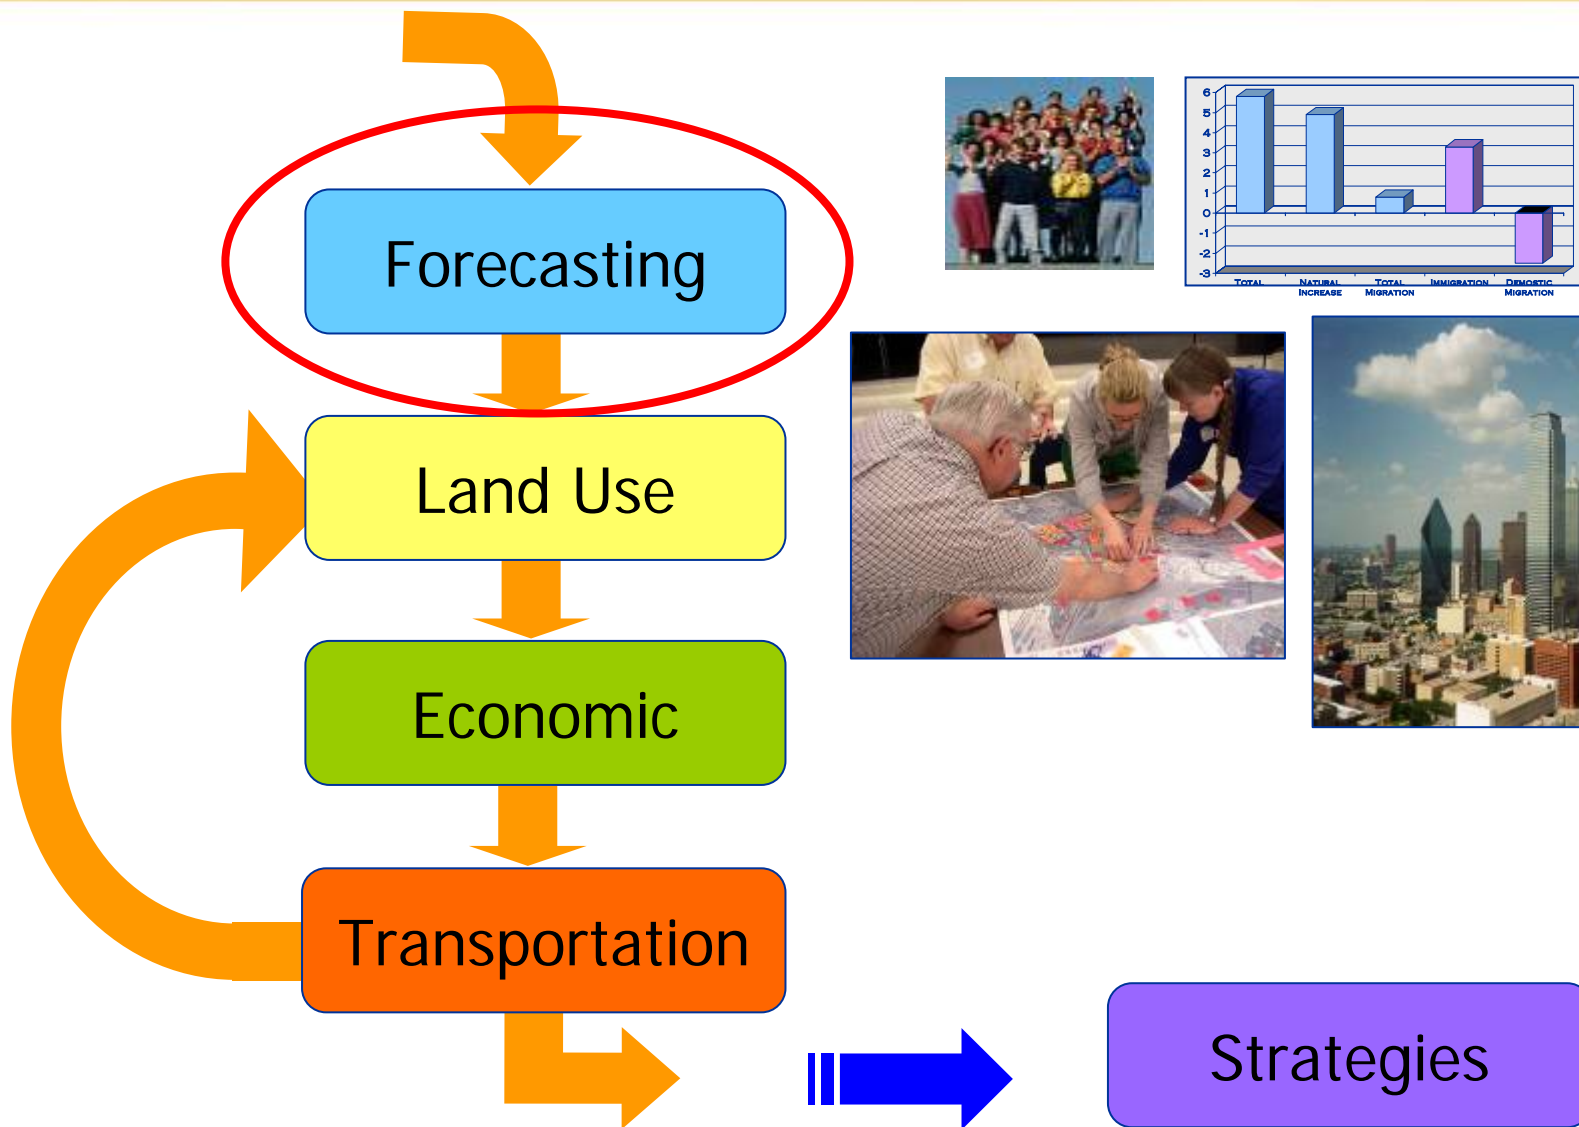 Forecasting
Land Use
Economic
Transportation
Strategies
6
5
4
3
2
1
0
-1
-2
-3
TOTAL
NATURAL
INCREASE
TOTAL
MIGRATION
IMMIGRATION
DEMOSTIC
MIGRATION